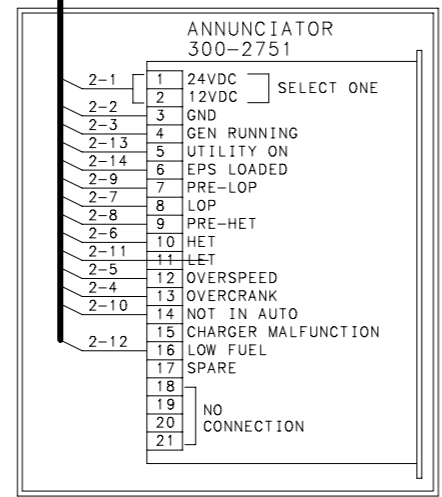 ANNUNCIATOR
300-2751
2-1 1 24VDC SELECT ONE
2 12VDC
2-2 3 GND
2-3 4 GEN RUNNING
2-13 5 UTILITY ON
2-14 6 EPS LOADED
2-9 7 PRE-LOP
2-7 8 LOP
2-8 9 PRE-HET
2-6 10 HET
2-11 11 LET
2-5 12 OVERSPEED
2-4 13 OVERCRANK
2-10 14 NOT IN AUTO
15 CHARGER MALFUNCTION
2-12 16 LOW FUEL
17 SPARE
18
19 NO
20 CONNECTION
21